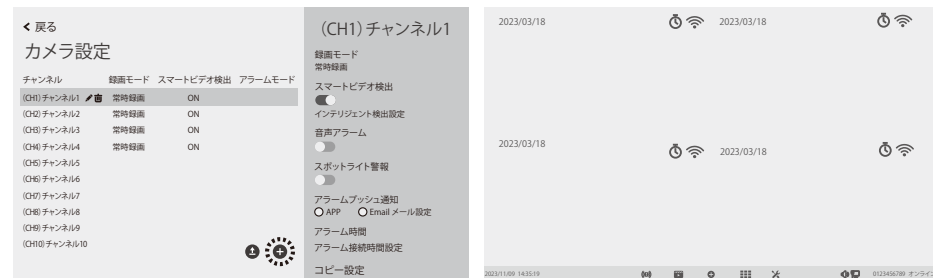 戻る
カメラ設定
チャンネル 録画モード スマートビデオ検出 アラームモード
(CH1)チャンネル1 常時録画 ON
(CH2)チャンネル2 常時録画 ON
(CH3)チャンネル3 常時録画 ON
(CH4)チャンネル4 常時録画 ON
(CH5)チャンネル5
(CH6)チャンネル6
(CH7)チャンネル7
(CH8)チャンネル8
(CH9)チャンネル9
(CH10)チャンネル10
(CH1)チャンネル1
録画モード
常時録画
スマートビデオ検出
インテリジェント検出設定
音声アラーム
スポットライト警報
アラームプッシュ通知
APP Emailメール設定
アラーム時間
アラーム接続時間設定
コピー設定
2023/03/18 2023/03/18
2023/03/18 2023/03/18
2023/11/09 14:35:19 0123456789 オンライン